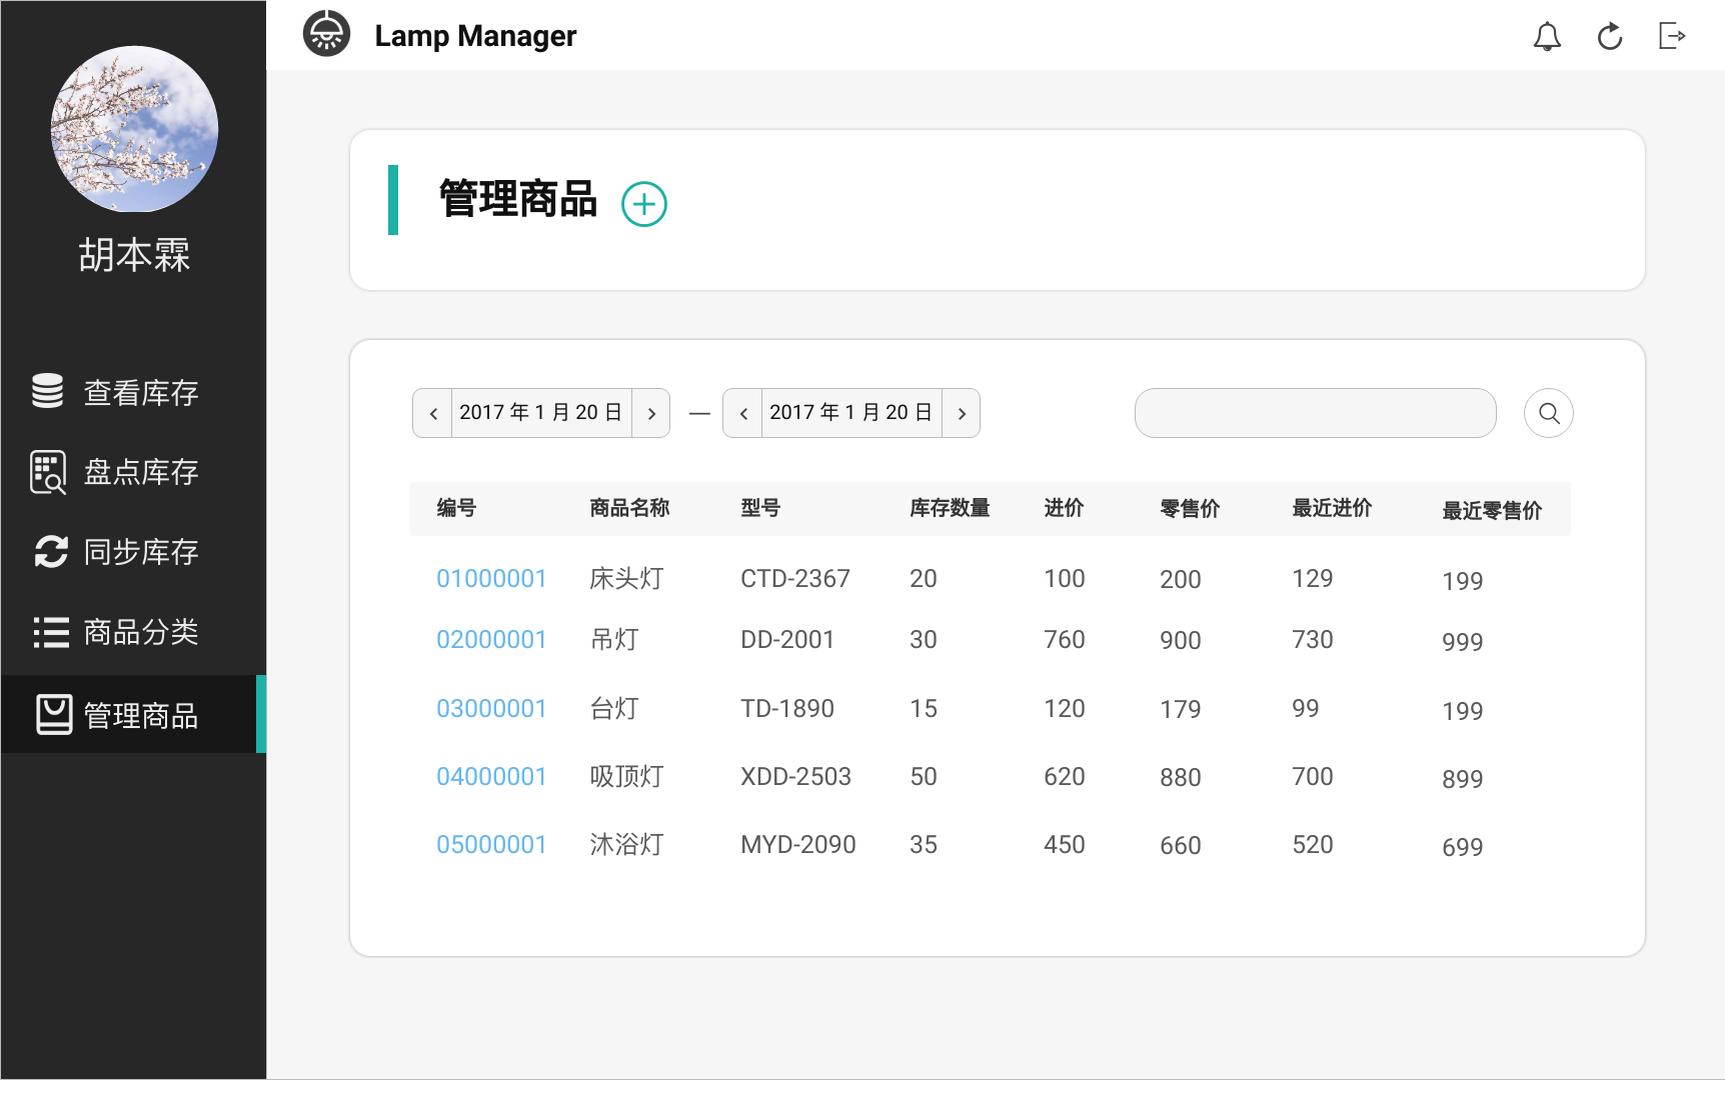 Lamp Manager
胡本霖
查看库存
盘点库存
同步库存
商品分类
管理商品
管理商品
2017 年 1 月 20 日 — 2017 年 1 月 20 日
编号 商品名称 型号 库存数量 进价 零售价 最近进价 最近零售价
01000001 床头灯 CTD-2367 20 100 200 129 199
02000001 吊灯 DD-2001 30 760 900 730 999
03000001 台灯 TD-1890 15 120 179 99 199
04000001 吸顶灯 XDD-2503 50 620 880 700 899
05000001 沐浴灯 MYD-2090 35 450 660 520 699